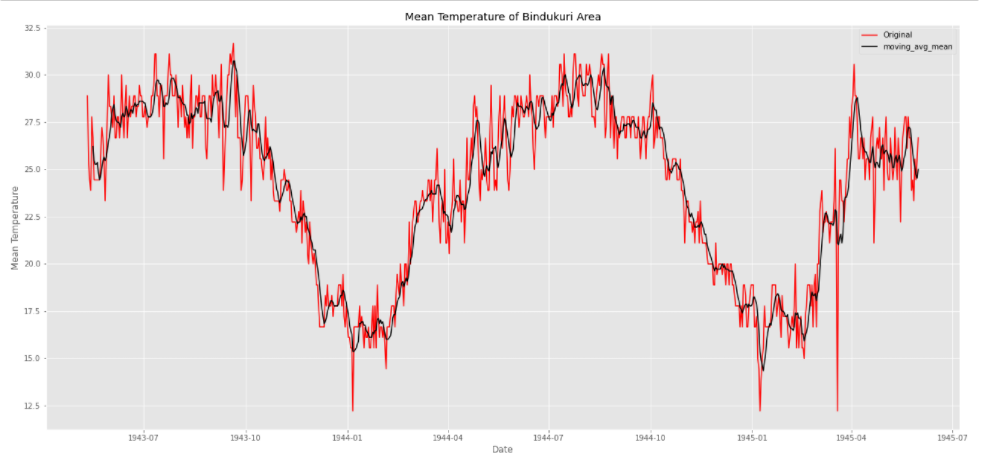 Mean Temperature of Bindukuri Area
Original
moving_avg_mean
32.5
30.0
27.5
25.0
22.5
20.0
17.5
15.0
12.5
Mean Temperature
1943-07 1943-10 1944-01 1944-04 1944-07 1944-10 1945-01 1945-04 1945-07
Date